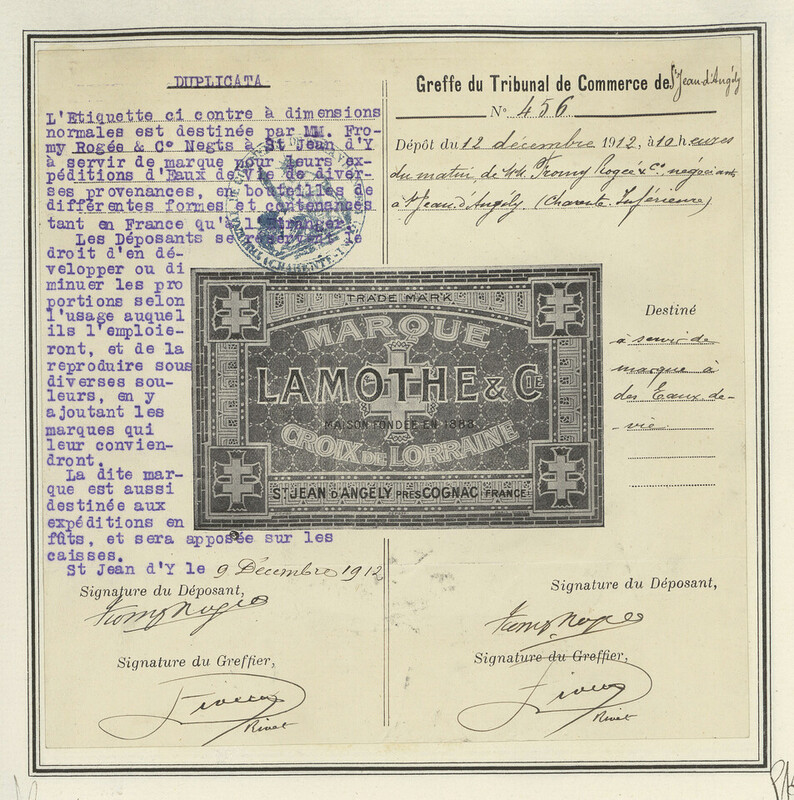 DUPLICATA
L'Etiquette ci contre à dimensions
normales est destinée par MM. Fro-
my Rogée & Cº Negts à St Jean d'Y
à servir de marque pour leurs ex-
péditions d'Eaux de Vie de diver-
ses provenances, en bouteilles de
différentes formes et contenances
tant en France qu'à l'Etranger.
Les Déposants se réservent le
droit d'en dé-
velopper ou di
minuer les pro
portions selon
l'usage auquel
ils l'emploie-
ront, et de la
reproduire sous
diverses sou-
leurs, en y
ajoutant les
marques qui
leur convien-
dront.
La dite mar-
que est aussi
destinée aux
expéditions en
fûts, et sera apposée sur les
caisses.
St Jean d'Y le 9 Décembre 1912
Signature du Déposant,
Fromy Rogée
Signature du Greffier,
Rivet
Greffe du Tribunal de Commerce de St Jean d'Angély
Nº 456
Dépôt du 12 décembre 1912, à 10 heures
du matin de MM. Fromy Rogée & Cº négociants
à St Jean d'Angély (Charente-Inférieure)
TRADE MARK
MARQUE
LAMOTHE & CIE
MAISON FONDÉE EN 1888
CROIX DE LORRAINE
ST JEAN D'ANGELY PRÈS COGNAC (FRANCE)
Destiné
à servir de
marque à
des Eaux-de-
vie
Signature du Déposant,
Fromy Rogée
Signature du Greffier,
Rivet